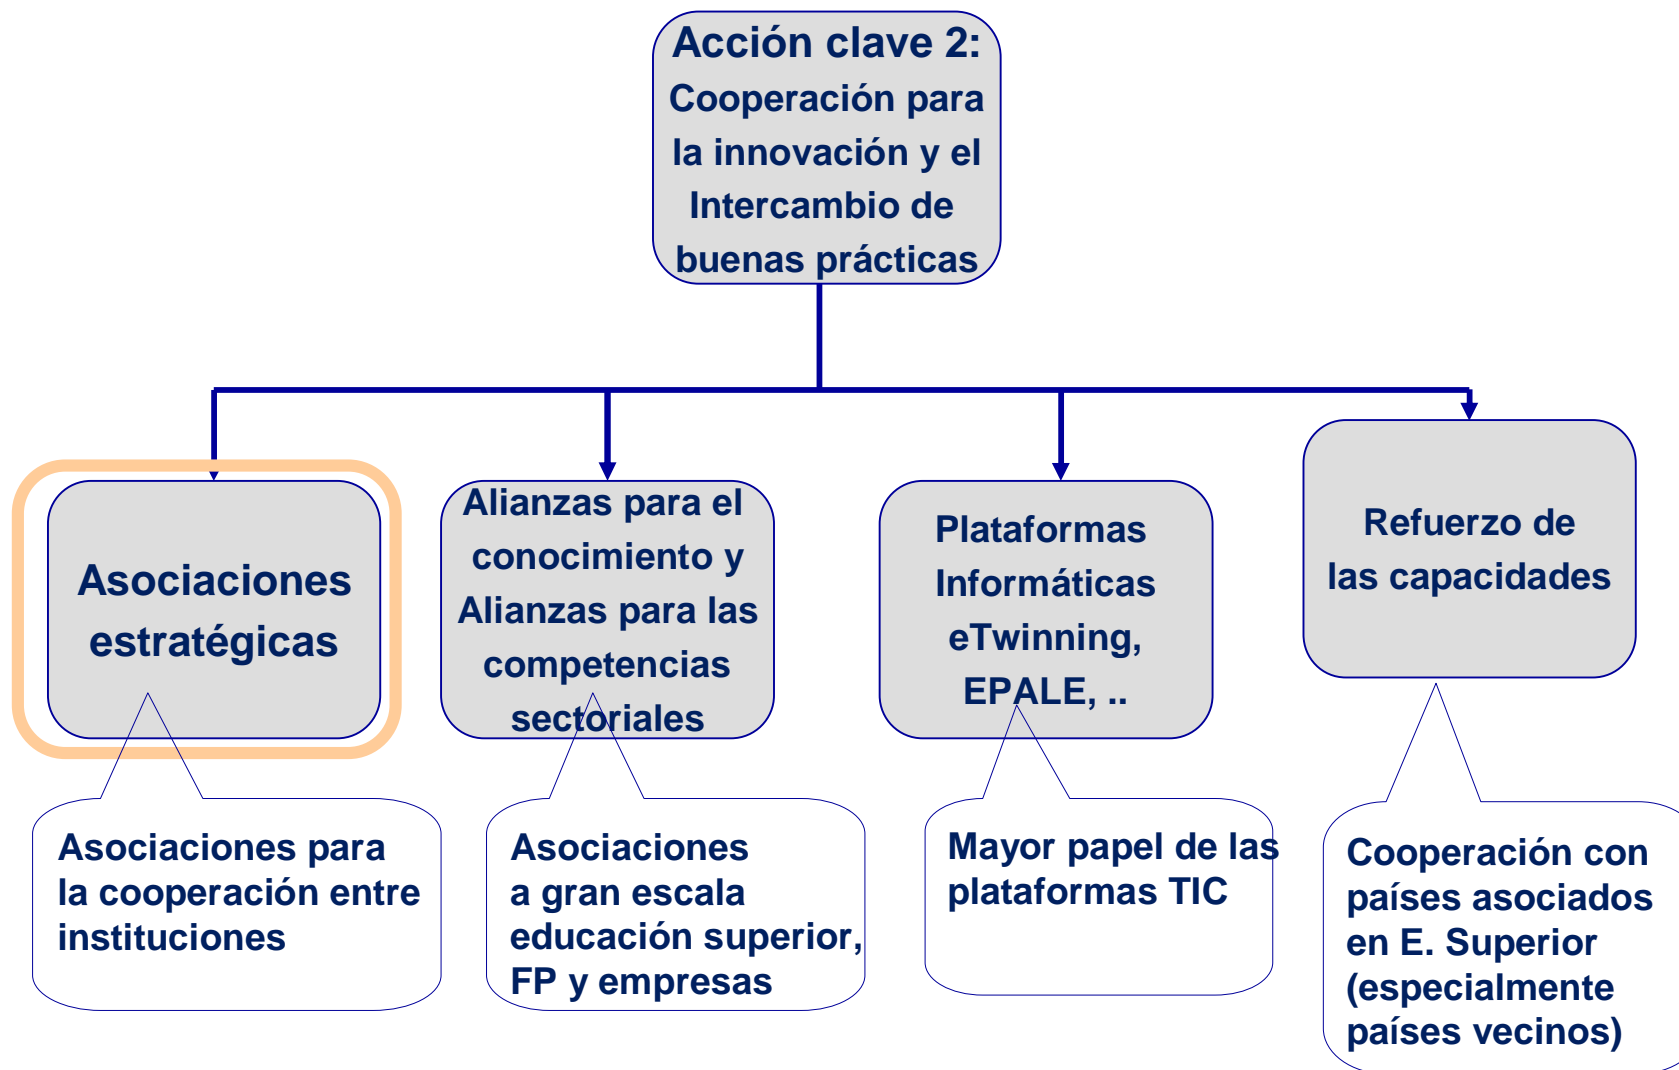 Acción clave 2:
Cooperación para
la innovación y el
Intercambio de
buenas prácticas
Asociaciones
estratégicas
Alianzas para el
conocimiento y
Alianzas para las
competencias
sectoriales
Plataformas
Informáticas
eTwinning,
EPALE, ..
Refuerzo de
las capacidades
Asociaciones para
la cooperación entre
instituciones
Asociaciones
a gran escala
educación superior,
FP y empresas
Mayor papel de las
plataformas TIC
Cooperación con
países asociados
en E. Superior
(especialmente
países vecinos)